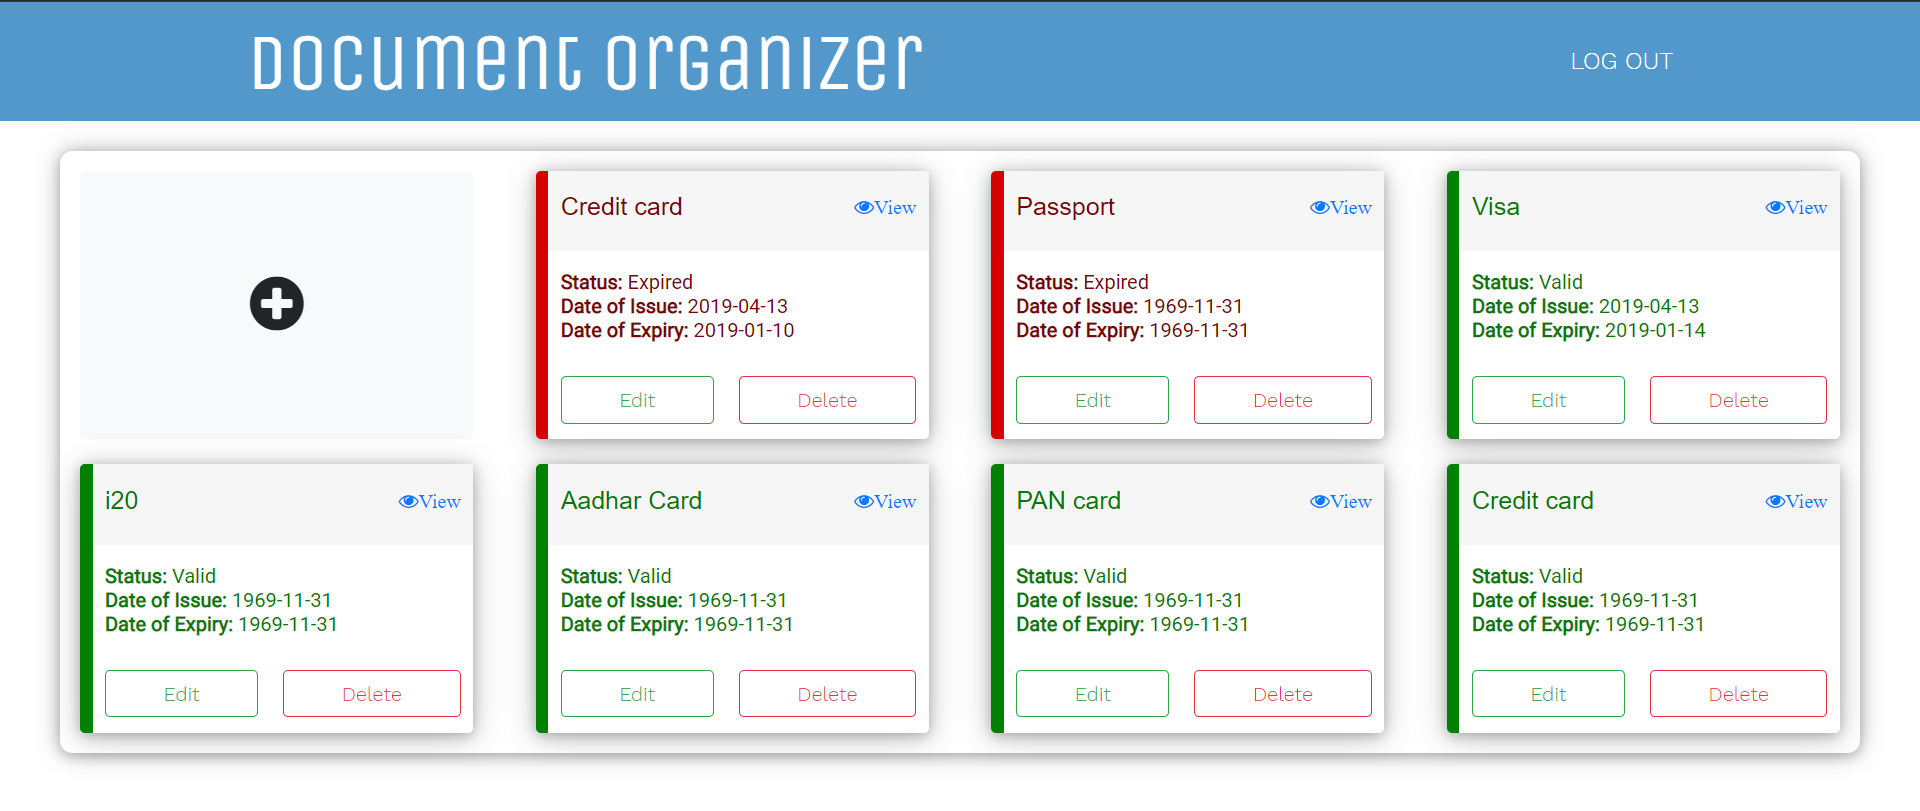 Document Organizer
LOG OUT
Credit card
View
Status: Expired
Date of Issue: 2019-04-13
Date of Expiry: 2019-01-10
Edit
Delete
Passport
View
Status: Expired
Date of Issue: 1969-11-31
Date of Expiry: 1969-11-31
Edit
Delete
Visa
View
Status: Valid
Date of Issue: 2019-04-13
Date of Expiry: 2019-01-14
Edit
Delete
i20
View
Status: Valid
Date of Issue: 1969-11-31
Date of Expiry: 1969-11-31
Edit
Delete
Aadhar Card
View
Status: Valid
Date of Issue: 1969-11-31
Date of Expiry: 1969-11-31
Edit
Delete
PAN card
View
Status: Valid
Date of Issue: 1969-11-31
Date of Expiry: 1969-11-31
Edit
Delete
Credit card
View
Status: Valid
Date of Issue: 1969-11-31
Date of Expiry: 1969-11-31
Edit
Delete